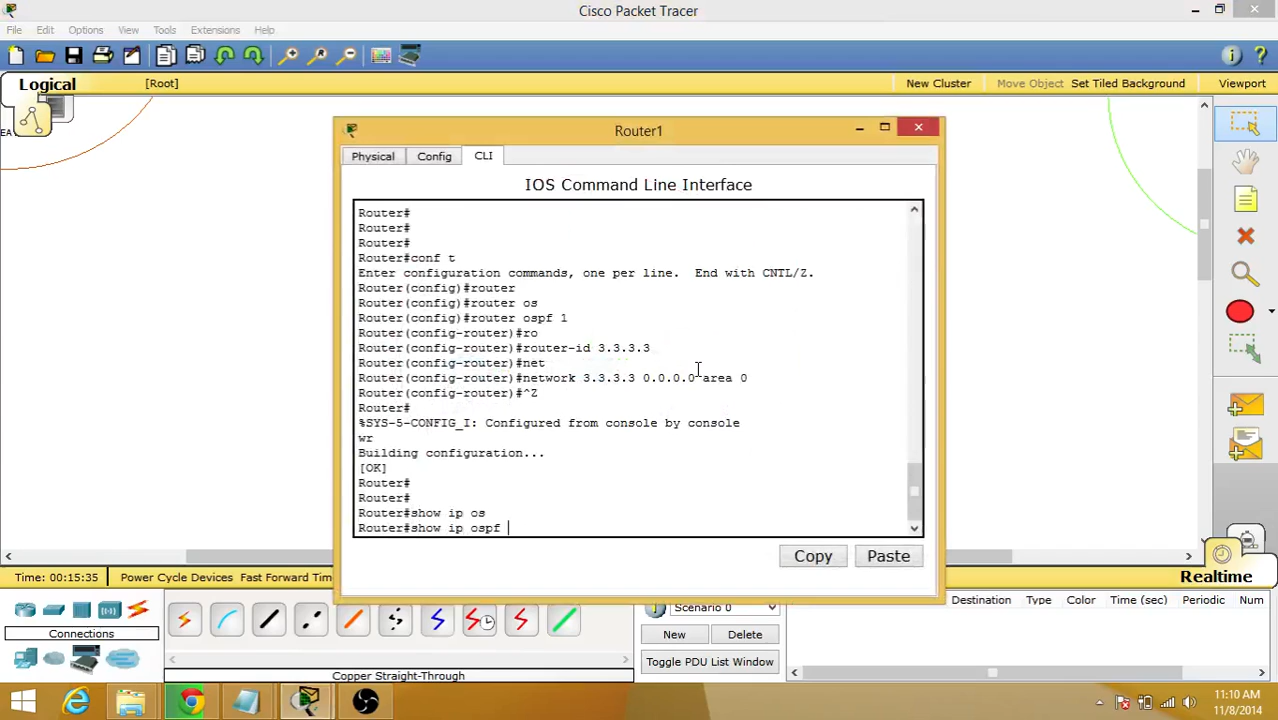 Cisco Packet Tracer
File Edit Options View Tools Extensions Help
Logical
[Root]
New Cluster
Move Object
Set Tiled Background
Viewport
EA
Router1
Physical Config CLI
IOS Command Line Interface
Router#
Router#
Router#
Router#conf t
Enter configuration commands, one per line.  End with CNTL/Z.
Router(config)#router
Router(config)#router os
Router(config)#router ospf 1
Router(config-router)#ro
Router(config-router)#router-id 3.3.3.3
Router(config-router)#net
Router(config-router)#network 3.3.3.3 0.0.0.0 area 0
Router(config-router)#^Z
Router#
%SYS-5-CONFIG_I: Configured from console by console
wr
Building configuration...
[OK]
Router#
Router#
Router#show ip os
Router#show ip ospf
Copy Paste
Time: 00:15:35 Power Cycle Devices Fast Forward Tim
Realtime
Connections
Copper Straight-Through
Scenario 0
New Delete
Toggle PDU List Window
Destination Type Color Time (sec) Periodic Num
11:10 AM
11/8/2014